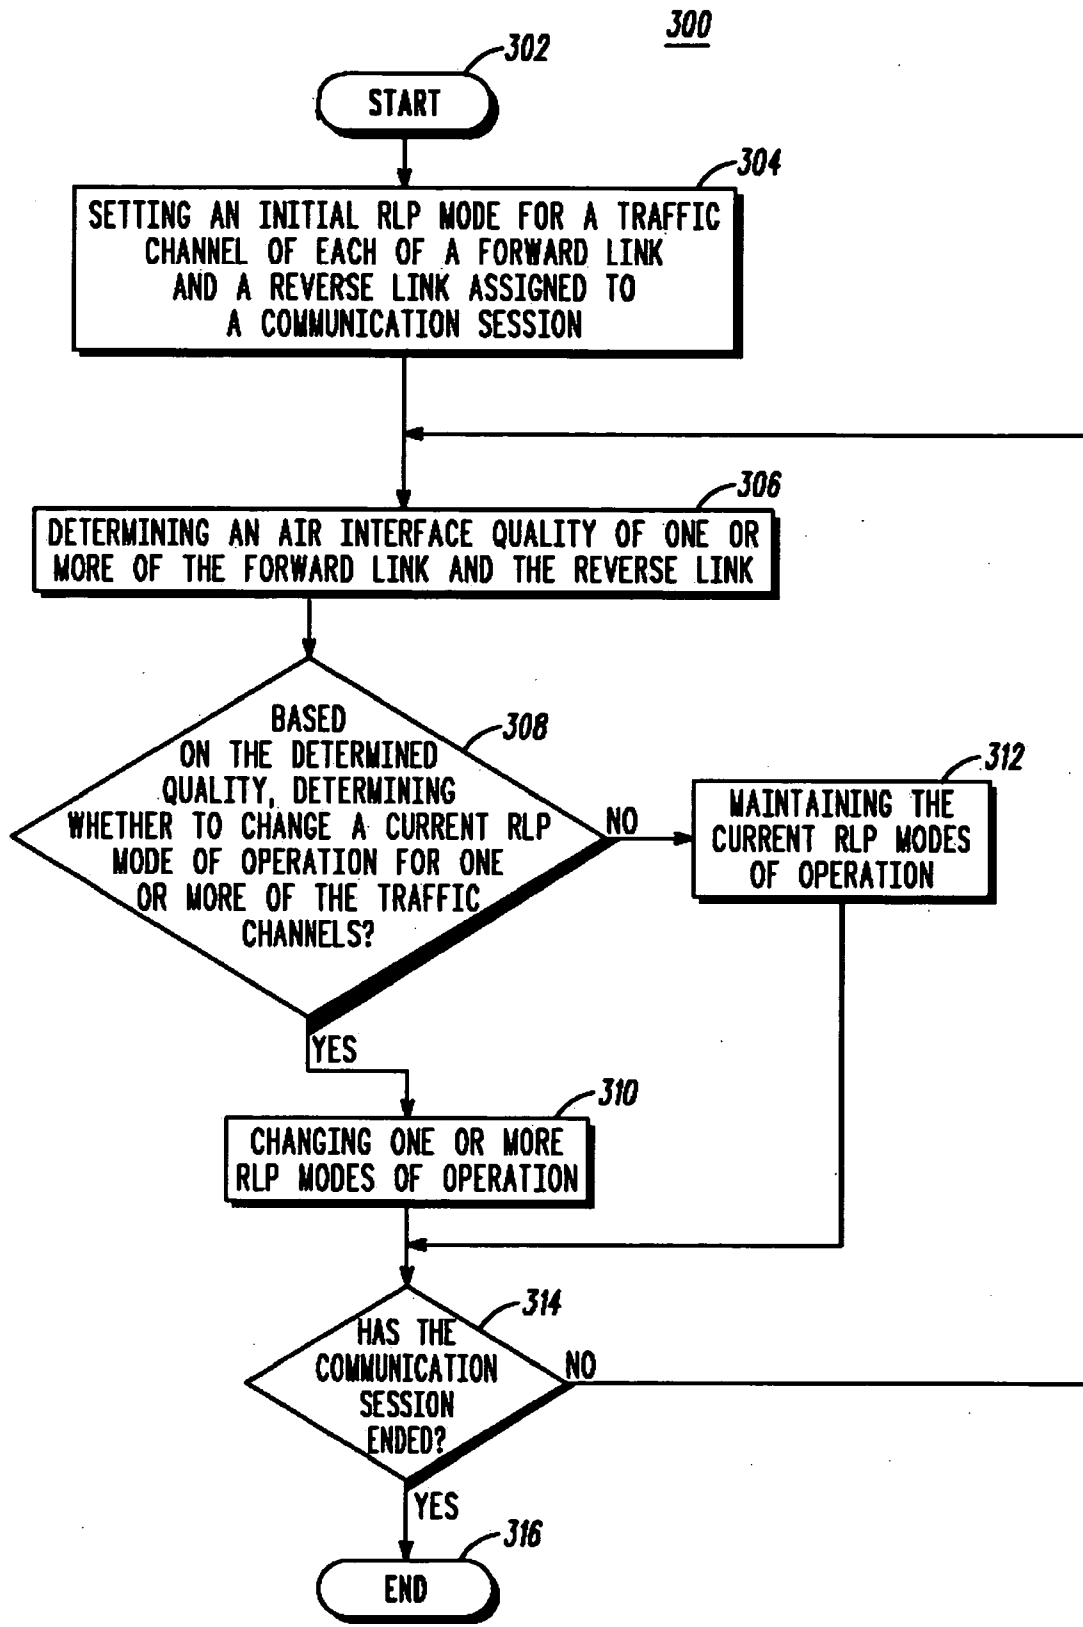 300
302
START
304
SETTING AN INITIAL RLP MODE FOR A TRAFFIC
CHANNEL OF EACH OF A FORWARD LINK
AND A REVERSE LINK ASSIGNED TO
A COMMUNICATION SESSION
306
DETERMINING AN AIR INTERFACE QUALITY OF ONE OR
MORE OF THE FORWARD LINK AND THE REVERSE LINK
308
BASED
ON THE DETERMINED
QUALITY, DETERMINING
WHETHER TO CHANGE A CURRENT RLP
MODE OF OPERATION FOR ONE
OR MORE OF THE TRAFFIC
CHANNELS?
NO
312
MAINTAINING THE
CURRENT RLP MODES
OF OPERATION
YES
310
CHANGING ONE OR MORE
RLP MODES OF OPERATION
314
HAS THE
COMMUNICATION
SESSION
ENDED?
NO
YES
316
END